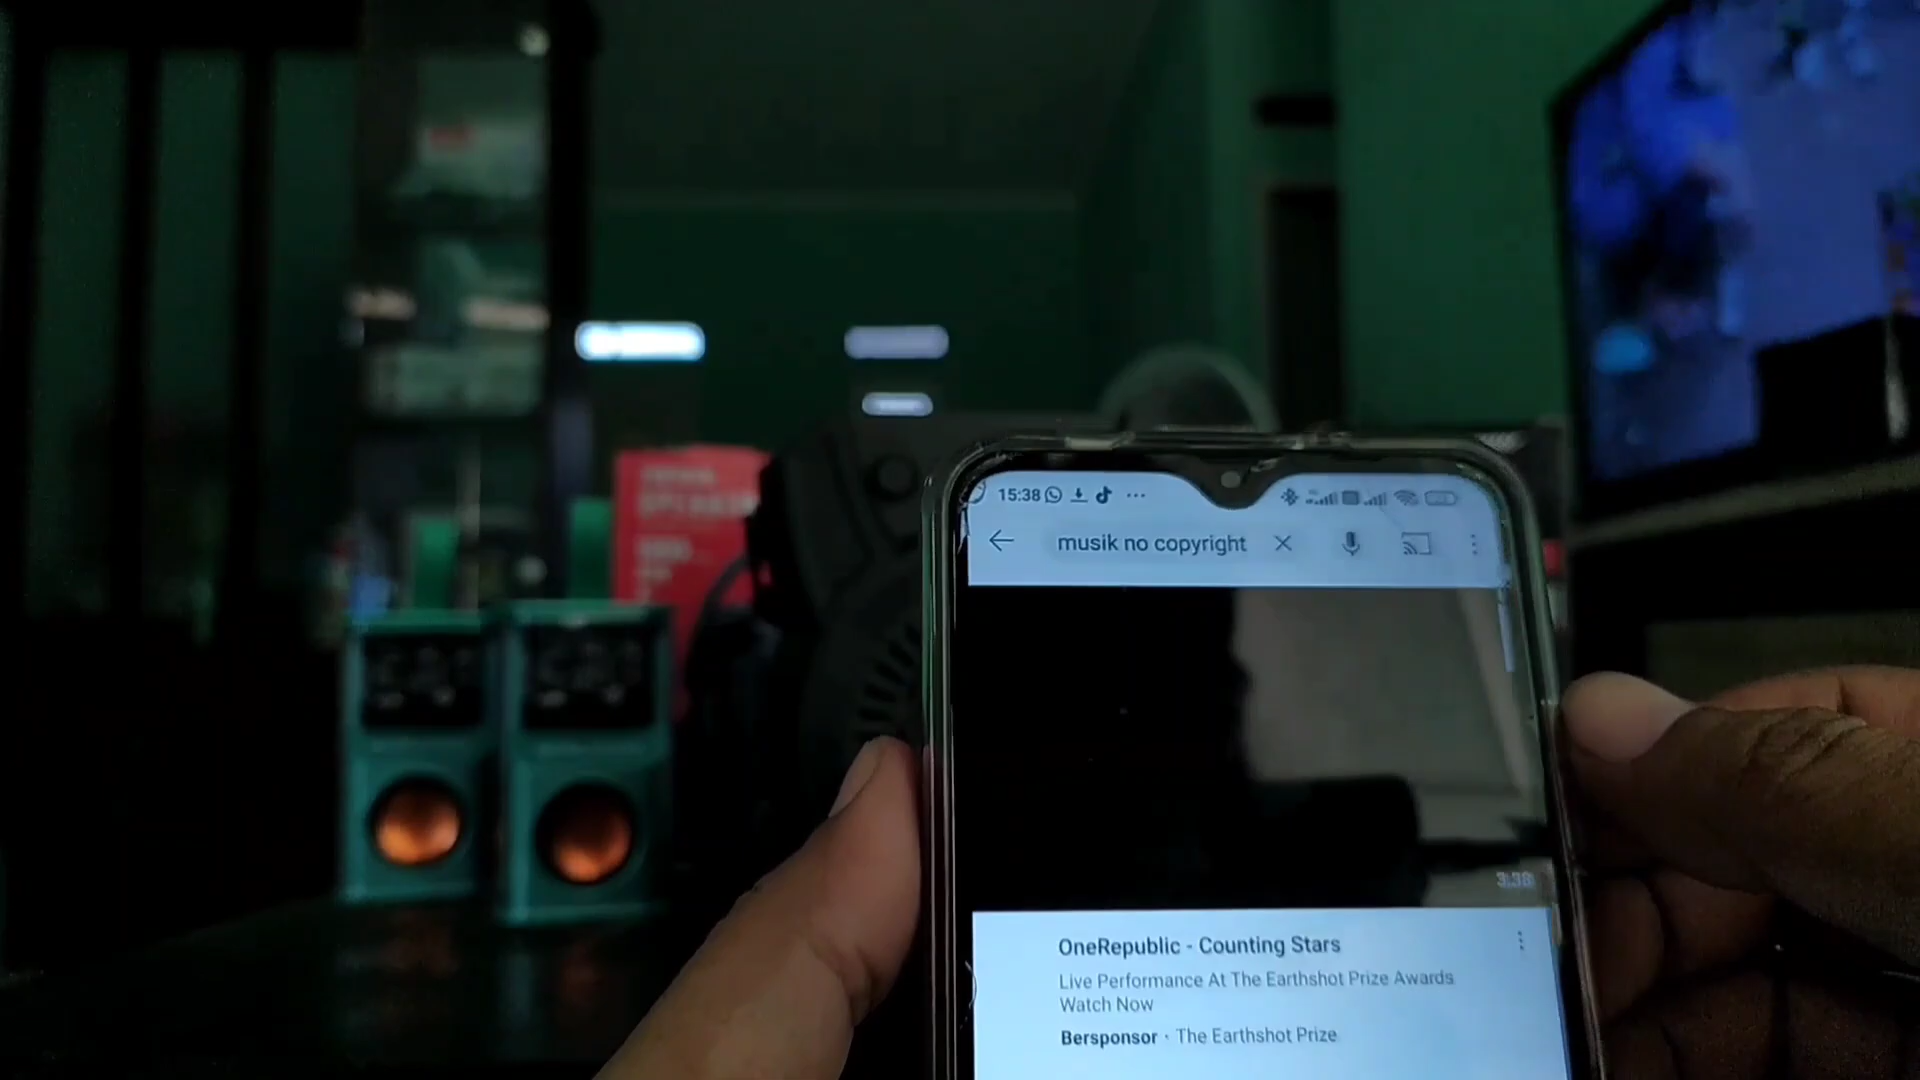 15:38
musik no copyright
3:38
OneRepublic - Counting Stars
Live Performance At The Earthshot Prize Awards
Watch Now
Bersponsor · The Earthshot Prize